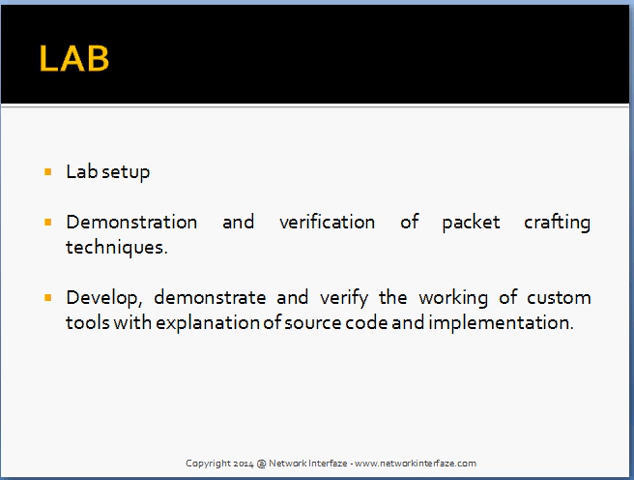 LAB
Lab setup
Demonstration and verification of packet crafting
techniques.
Develop, demonstrate and verify the working of custom
tools with explanation of source code and implementation.
Copyright 2014 @ Network Interfaze - www.networkinterfaze.com